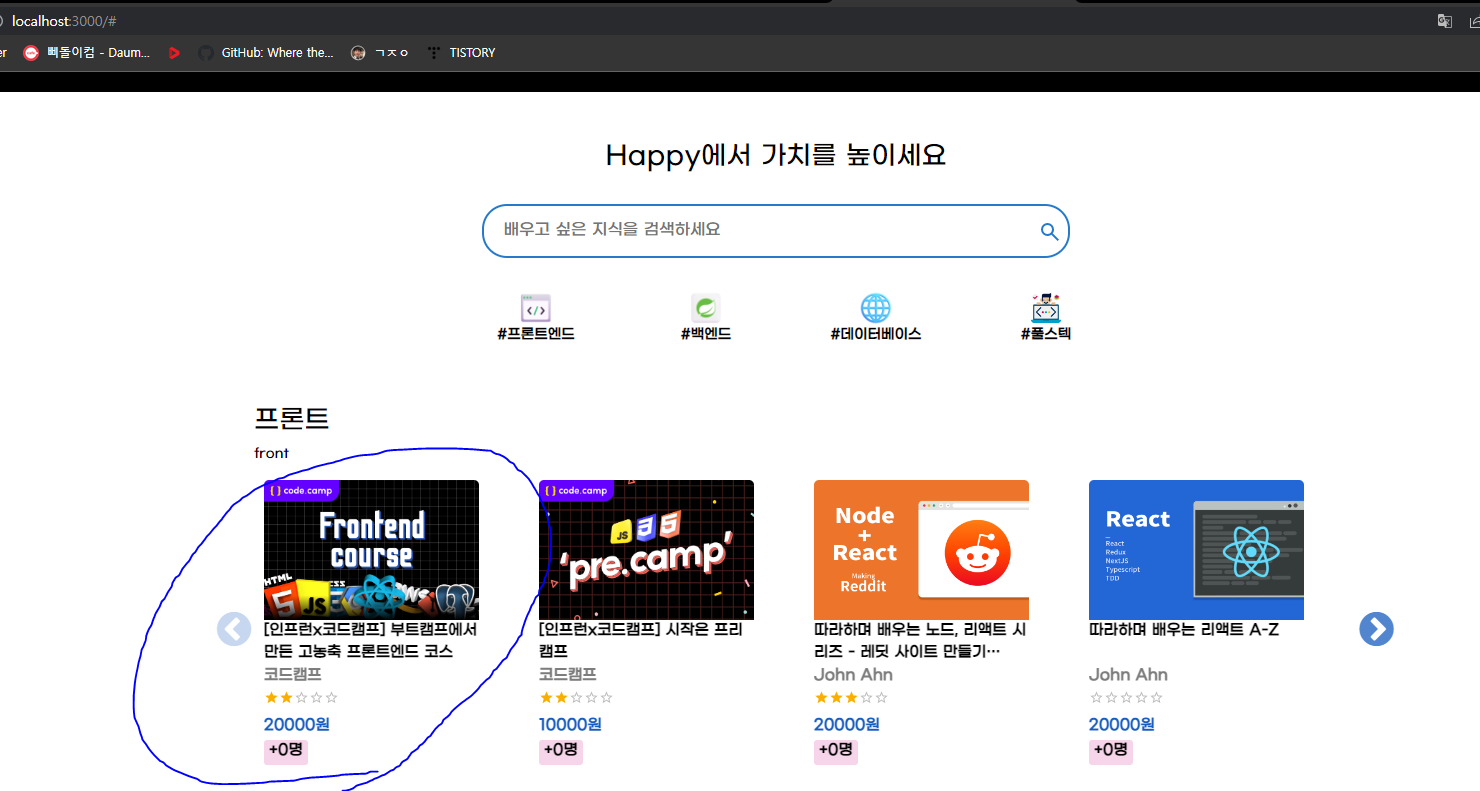 localhost:3000/#
er 삐돌이컴 - Daum... GitHub: Where the... ㄱㅈㅇ TISTORY
Happy에서 가치를 높이세요
배우고 싶은 지식을 검색하세요
#프론트엔드 #백엔드 #데이터베이스 #풀스텍
프론트
front
{ } code.camp
Frontend
course
HTML
JS
CSS
[인프런x코드캠프] 부트캠프에서
만든 고농축 프론트엔드 코스
코드캠프
20000원
+0명
{ } code.camp
JS
'pre.camp'
[인프런x코드캠프] 시작은 프리
캠프
코드캠프
10000원
+0명
Node
+
React
Making
Reddit
따라하며 배우는 노드, 리액트 시
리즈 - 레딧 사이트 만들기…
John Ahn
20000원
+0명
React
React
Redux
NextJS
Typescript
TDD
따라하며 배우는 리액트 A-Z
John Ahn
20000원
+0명